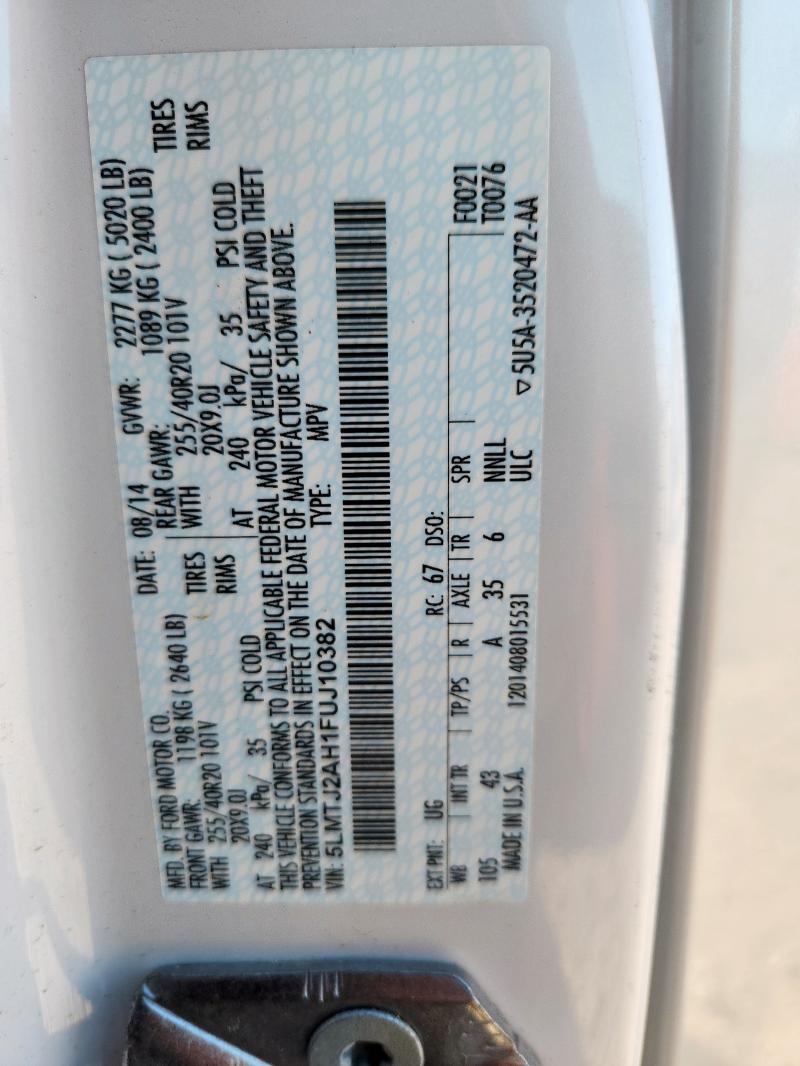 MFD. BY FORD MOTOR CO. DATE: 08/14 GVWR: 2277 KG ( 5020 LB)
FRONT GAWR: 1198 KG ( 2640 LB) REAR GAWR: 1089 KG ( 2400 LB)
WITH 255/40R20 101V TIRES WITH 255/40R20 101V TIRES
20X9.0J RIMS 20X9.0J RIMS
AT 240 kPa/ 35 PSI COLD AT 240 kPa/ 35 PSI COLD
THIS VEHICLE CONFORMS TO ALL APPLICABLE FEDERAL MOTOR VEHICLE SAFETY AND THEFT
PREVENTION STANDARDS IN EFFECT ON THE DATE OF MANUFACTURE SHOWN ABOVE.
VIN: 5LMTJ2AH1FUJ10382 TYPE: MPV
EXT PNT: UG RC: 67 DSO: F0021
WB INT TR TP/PS R AXLE TR SPR T0076
105 43 A 35 6 NNLL
MADE IN U.S.A. 1201408015531 ULC ▽5U5A-3520472-AA